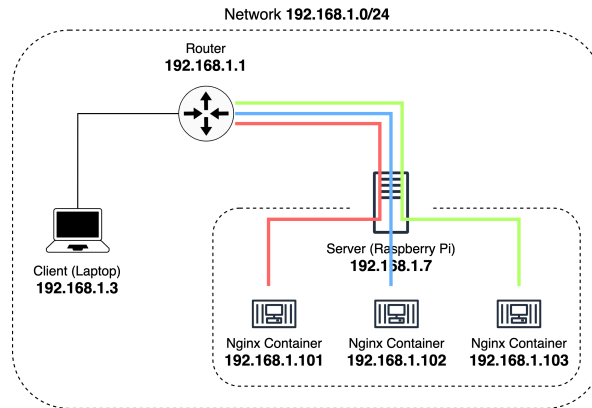 Network 192.168.1.0/24
Router
192.168.1.1
Client (Laptop)
192.168.1.3
Server (Raspberry Pi)
192.168.1.7
Nginx Container
192.168.1.101
Nginx Container
192.168.1.102
Nginx Container
192.168.1.103